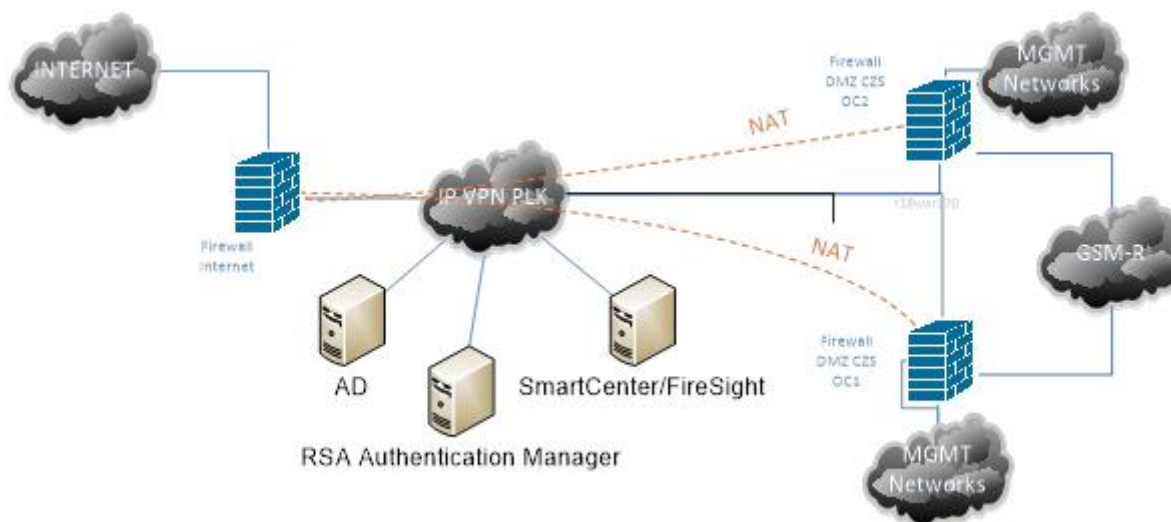 INTERNET
Firewall
DMZ CZS
OC2
MGMT
Networks
NAT
IP VPN PLK
Firewall
Internet
NAT
GSM-R
Firewall
DMZ CZS
OC1
AD
SmartCenter/FireSight
RSA Authentication Manager
MGMT
Networks